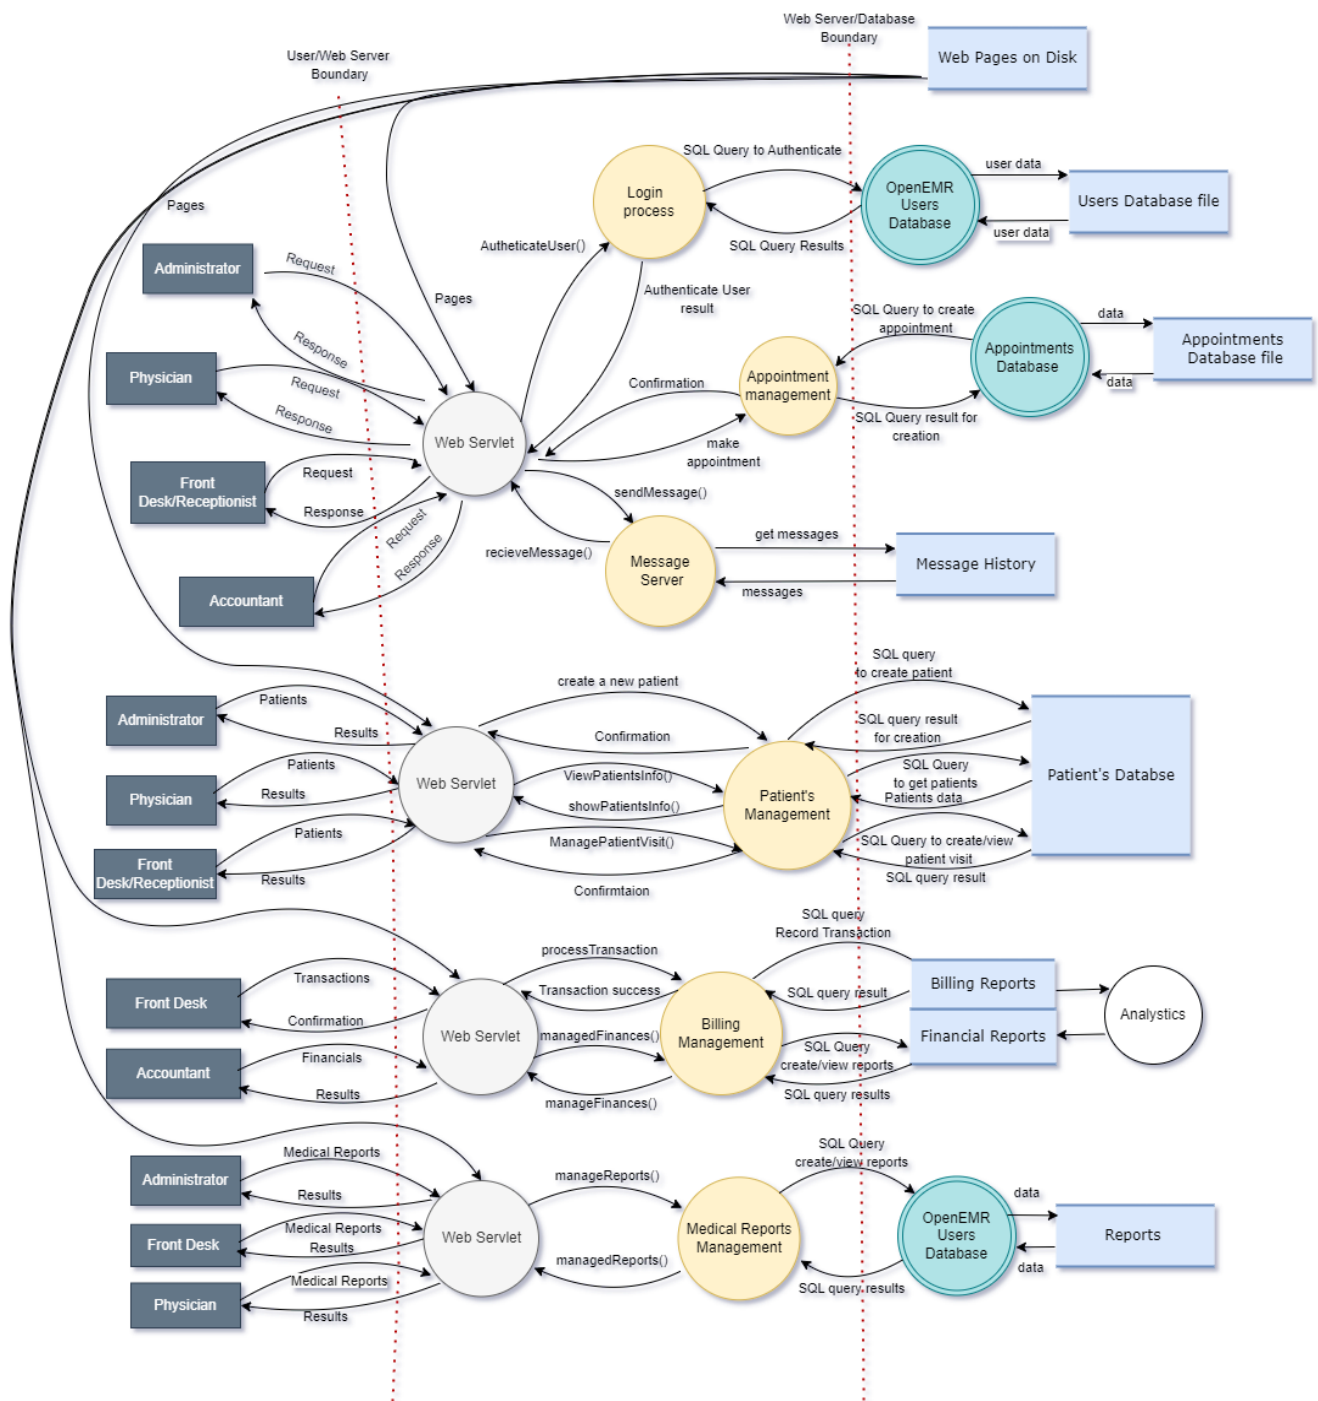 Web Server/Database
Boundary
User/Web Server
Boundary
Web Pages on Disk
Pages
SQL Query to Authenticate
Login
process
OpenEMR
Users
Database
user data
Users Database file
user data
SQL Query Results
AutheticateUser()
Administrator
Request
Authenticate User
result
Pages
Response
SQL Query to create
appointment
data
Appointments
Database file
Appointments
Database
data
Physician
Request
Response
Confirmation
Appointment
management
SQL Query result for
creation
make
appointment
Web Servlet
Front
Desk/Receptionist
Request
Response
sendMessage()
Request
Response
recieveMessage()
Message
Server
get messages
Message History
messages
Accountant
SQL query
to create patient
create a new patient
Administrator
Patients
Results
Confirmation
SQL query result
for creation
Web Servlet
Physician
Patients
Results
ViewPatientsInfo()
showPatientsInfo()
Patient's
Management
SQL Query
to get patients
Patients data
Patient's Databse
Patients
ManagePatientVisit()
SQL Query to create/view
patient visit
SQL query result
Front
Desk/Receptionist
Results
Confirmtaion
SQL query
Record Transaction
processTransaction
Front Desk
Transactions
Confirmation
Transaction success
SQL query result
Billing Reports
Analystics
Web Servlet
managedFinances()
Billing
Management
Financial Reports
SQL Query
create/view reports
Accountant
Financials
Results
manageFinances()
SQL query results
SQL Query
create/view reports
Administrator
Medical Reports
Results
manageReports()
Web Servlet
Medical Reports
Management
OpenEMR
Users
Database
data
Reports
data
Front Desk
Medical Reports
Results
managedReports()
SQL query results
Physician
Medical Reports
Results